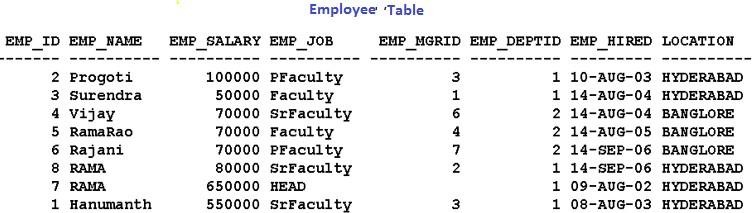 Employee 'Table
EMP_ID EMP_NAME EMP_SALARY EMP_JOB EMP_MGRID EMP_DEPTID EMP_HIRED LOCATION
------- ---------- ---------- ---------- ---------- ---------- --------- ---------
2 Progoti 100000 PFaculty 3 1 10-AUG-03 HYDERABAD
3 Surendra 50000 Faculty 1 1 14-AUG-04 HYDERABAD
4 Vijay 70000 SrFaculty 6 2 14-AUG-04 BANGLORE
5 RamaRao 70000 Faculty 4 2 14-AUG-05 BANGLORE
6 Rajani 70000 PFaculty 7 2 14-SEP-06 BANGLORE
8 RAMA 80000 SrFaculty 2 1 14-SEP-06 HYDERABAD
7 RAMA 650000 HEAD 1 09-AUG-02 HYDERABAD
1 Hanumanth 550000 SrFaculty 3 1 08-AUG-03 HYDERABAD